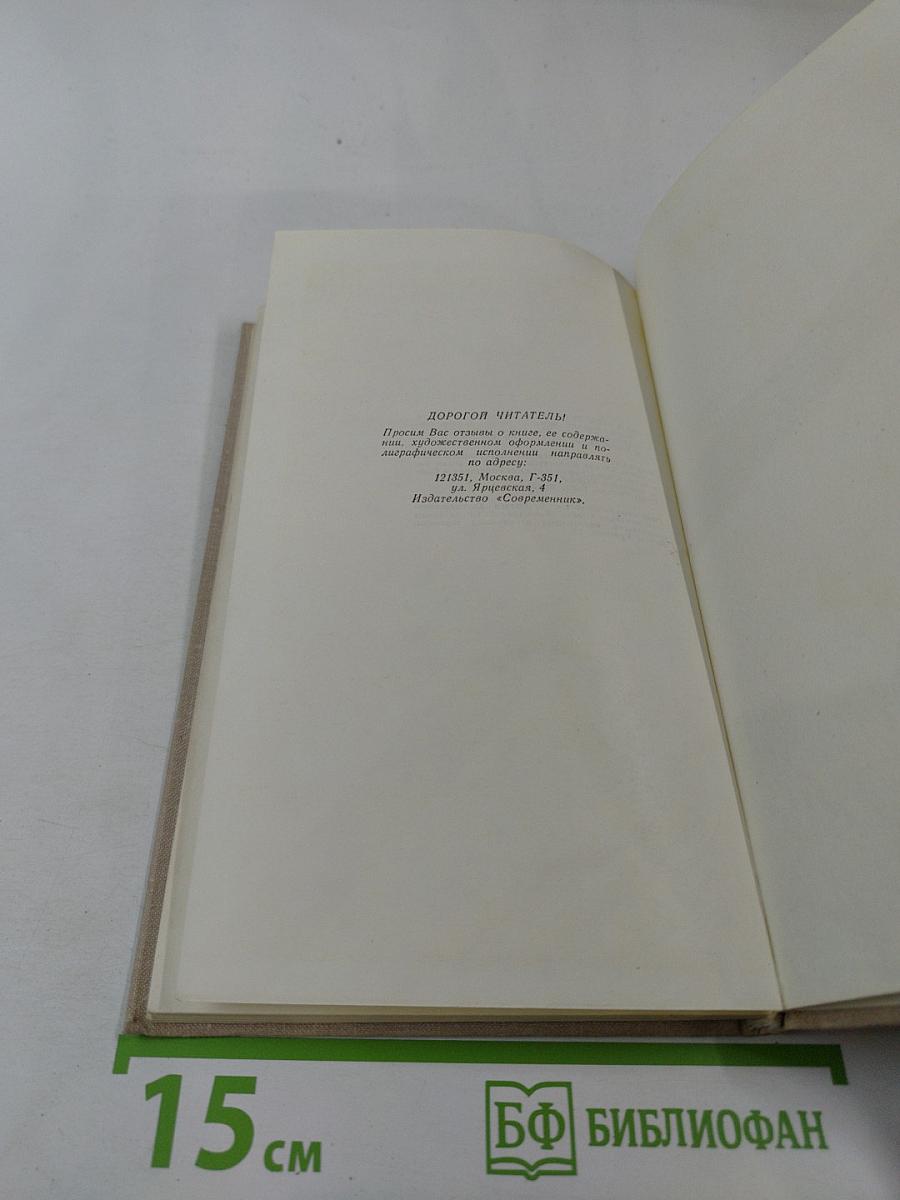 ДОРОГОЙ ЧИТАТЕЛЬ!
Просим Вас отзывы о книге, ее содержа-
нии, художественном оформлении и по-
лиграфическом исполнении направлять
по адресу:
121351, Москва, Г-351,
ул. Ярцевская, 4
Издательство «Современник».
15 см
БФ БИБЛИОФАН